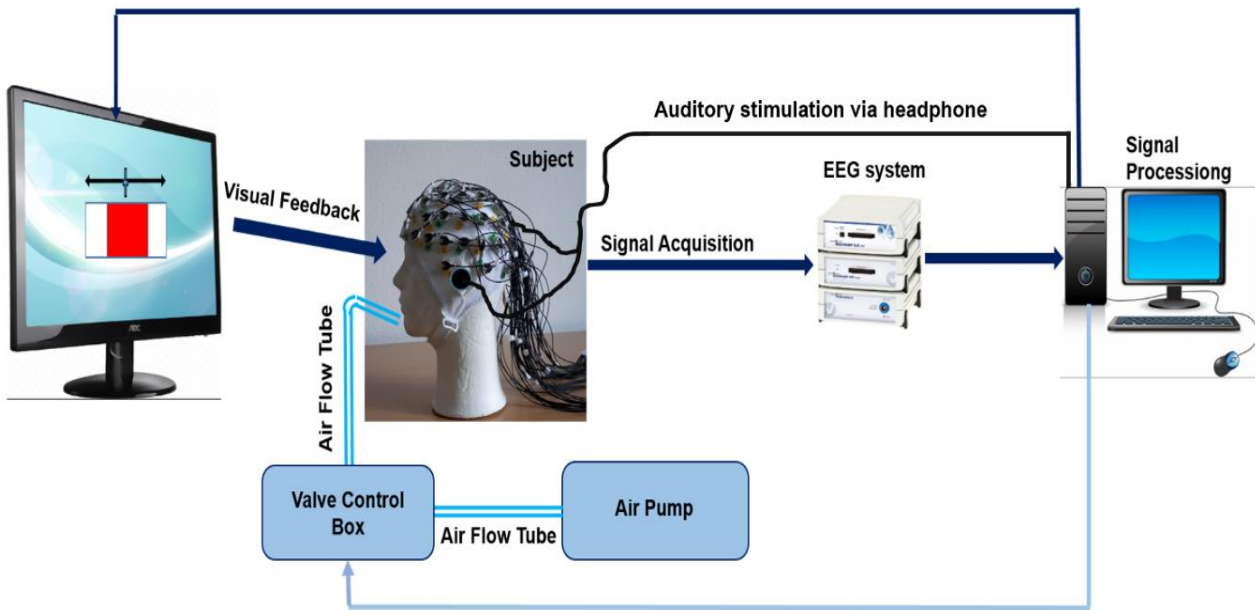 Auditory stimulation via headphone
Subject
EEG system
Signal
Processiong
Visual Feedback
Signal Acquisition
AOC
Air Flow Tube
Valve Control
Box
Air Pump
Air Flow Tube